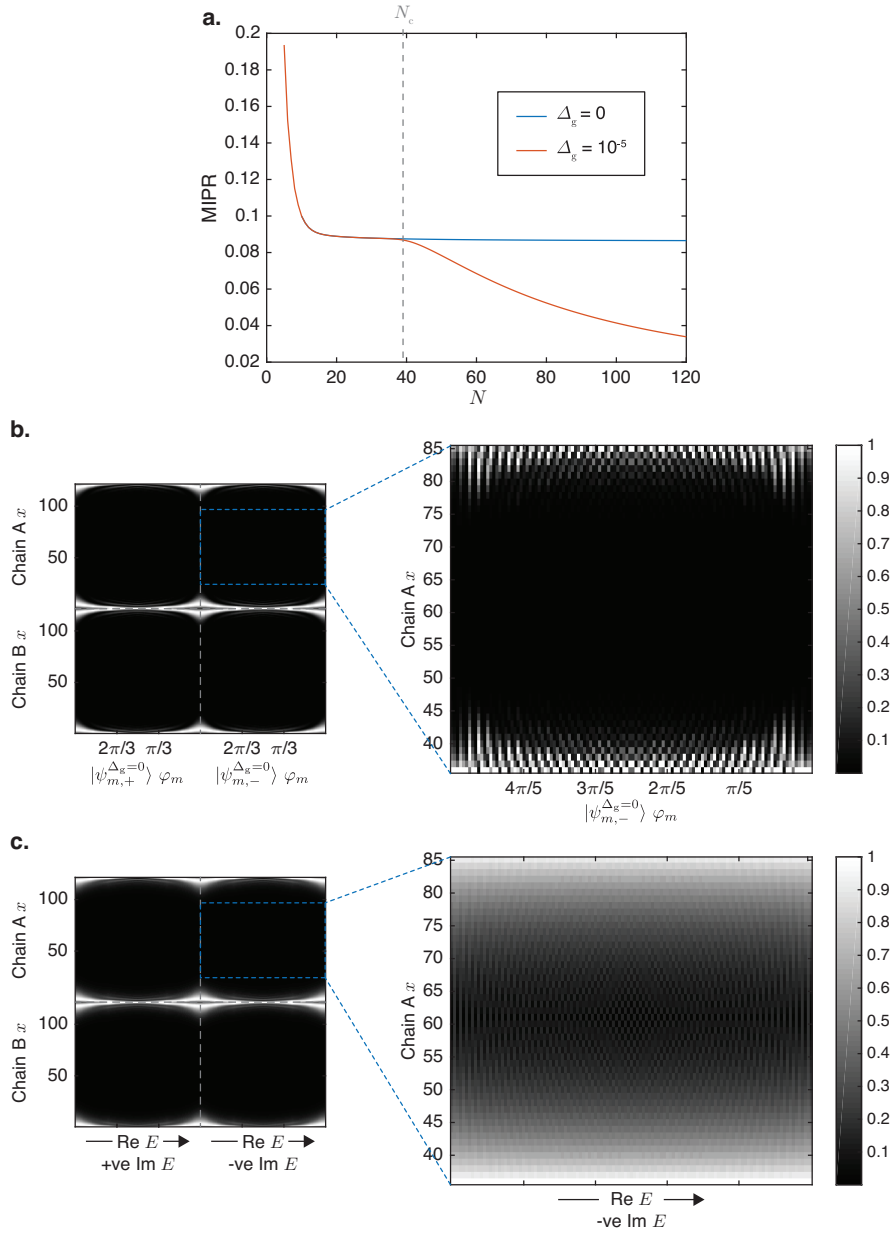 a.
N_c
0.2
0.18
0.16
0.14
0.12
0.1
0.08
0.06
0.04
0.02
MIPR
Δ_g = 0
Δ_g = 10^-5
0 20 40 60 80 100 120
N
b.
Chain A x
100
50
Chain B x
100
50
2π/3 π/3 2π/3 π/3
|ψ_{m,+}^{Δ_g=0}⟩ φ_m |ψ_{m,-}^{Δ_g=0}⟩ φ_m
Chain A x
85
80
75
70
65
60
55
50
45
40
4π/5 3π/5 2π/5 π/5
|ψ_{m,-}^{Δ_g=0}⟩ φ_m
1
0.9
0.8
0.7
0.6
0.5
0.4
0.3
0.2
0.1
c.
Chain A x
100
50
Chain B x
100
50
Re E Re E
+ve Im E -ve Im E
Chain A x
85
80
75
70
65
60
55
50
45
40
Re E
-ve Im E
1
0.9
0.8
0.7
0.6
0.5
0.4
0.3
0.2
0.1